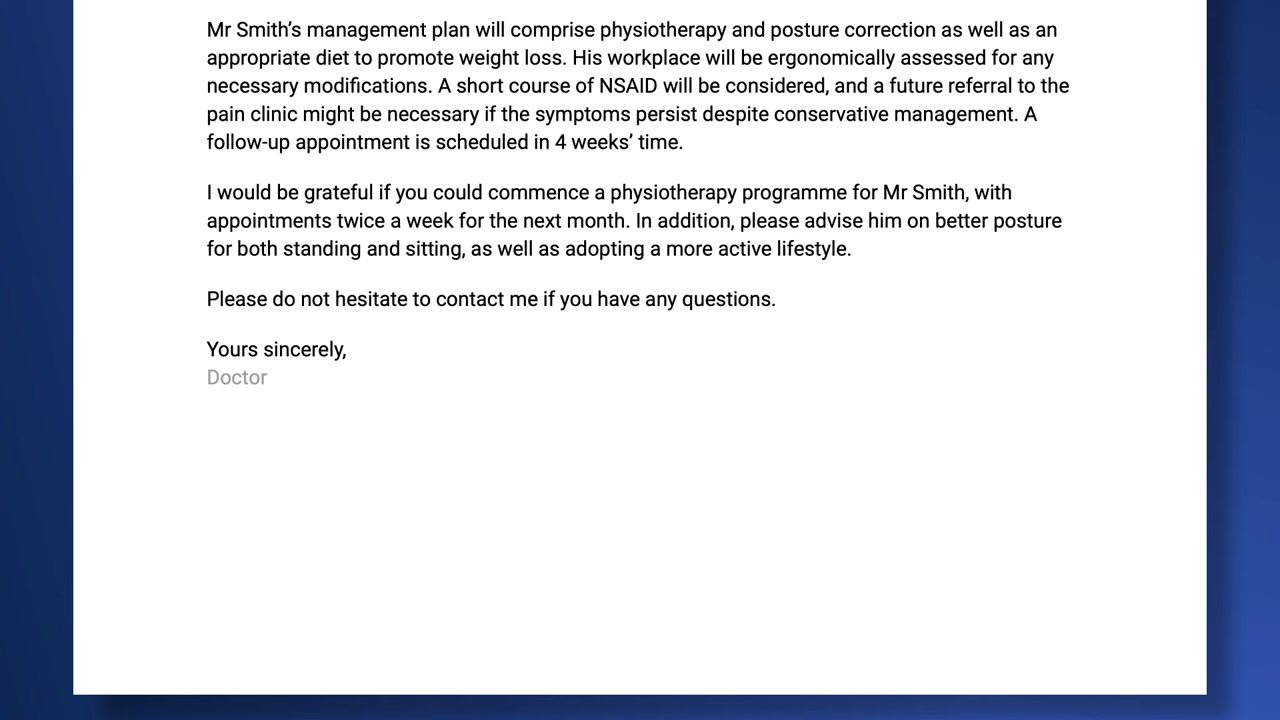 Mr Smith’s management plan will comprise physiotherapy and posture correction as well as an
appropriate diet to promote weight loss. His workplace will be ergonomically assessed for any
necessary modifications. A short course of NSAID will be considered, and a future referral to the
pain clinic might be necessary if the symptoms persist despite conservative management. A
follow-up appointment is scheduled in 4 weeks’ time.
I would be grateful if you could commence a physiotherapy programme for Mr Smith, with
appointments twice a week for the next month. In addition, please advise him on better posture
for both standing and sitting, as well as adopting a more active lifestyle.
Please do not hesitate to contact me if you have any questions.
Yours sincerely,
Doctor